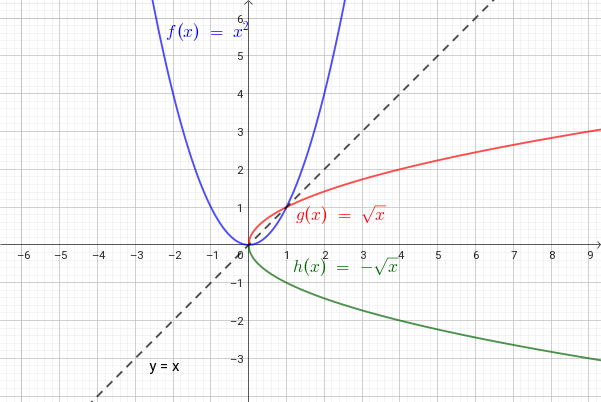 6
f(x) = x²
5
4
3
2
1
g(x) = √x
−6 −5 −4 −3 −2 −1 0 1 2 3 4 5 6 7 8 9
h(x) = −√x
−1
−2
−3
y = x